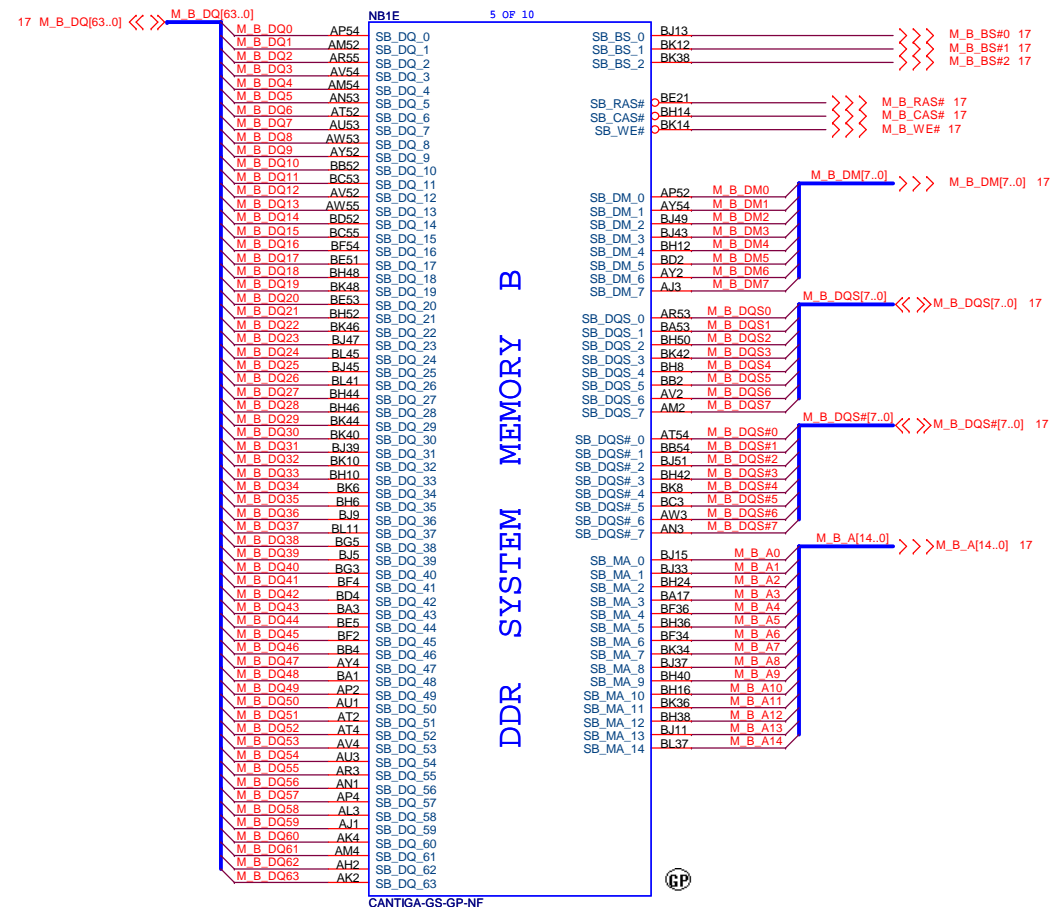 17 M_B_DQ[63..0] M_B_DQ[63..0] NB1E 5 OF 10
M_B_DQ0 AP54 SB_DQ_0
M_B_DQ1 AM52 SB_DQ_1
M_B_DQ2 AR55 SB_DQ_2
M_B_DQ3 AV54 SB_DQ_3
M_B_DQ4 AM54 SB_DQ_4
M_B_DQ5 AN53 SB_DQ_5
M_B_DQ6 AT52 SB_DQ_6
M_B_DQ7 AU53 SB_DQ_7
M_B_DQ8 AW53 SB_DQ_8
M_B_DQ9 AY52 SB_DQ_9
M_B_DQ10 BB52 SB_DQ_10
M_B_DQ11 BC53 SB_DQ_11
M_B_DQ12 AV52 SB_DQ_12
M_B_DQ13 AW55 SB_DQ_13
M_B_DQ14 BD52 SB_DQ_14
M_B_DQ15 BC55 SB_DQ_15
M_B_DQ16 BF54 SB_DQ_16
M_B_DQ17 BE51 SB_DQ_17
M_B_DQ18 BH48 SB_DQ_18
M_B_DQ19 BK48 SB_DQ_19
M_B_DQ20 BE53 SB_DQ_20
M_B_DQ21 BH52 SB_DQ_21
M_B_DQ22 BK46 SB_DQ_22
M_B_DQ23 BJ47 SB_DQ_23
M_B_DQ24 BL45 SB_DQ_24
M_B_DQ25 BJ45 SB_DQ_25
M_B_DQ26 BL41 SB_DQ_26
M_B_DQ27 BH44 SB_DQ_27
M_B_DQ28 BH46 SB_DQ_28
M_B_DQ29 BK44 SB_DQ_29
M_B_DQ30 BK40 SB_DQ_30
M_B_DQ31 BJ39 SB_DQ_31
M_B_DQ32 BK10 SB_DQ_32
M_B_DQ33 BH10 SB_DQ_33
M_B_DQ34 BK6 SB_DQ_34
M_B_DQ35 BH6 SB_DQ_35
M_B_DQ36 BJ9 SB_DQ_36
M_B_DQ37 BL11 SB_DQ_37
M_B_DQ38 BG5 SB_DQ_38
M_B_DQ39 BJ5 SB_DQ_39
M_B_DQ40 BG3 SB_DQ_40
M_B_DQ41 BF4 SB_DQ_41
M_B_DQ42 BD4 SB_DQ_42
M_B_DQ43 BA3 SB_DQ_43
M_B_DQ44 BE5 SB_DQ_44
M_B_DQ45 BF2 SB_DQ_45
M_B_DQ46 BB4 SB_DQ_46
M_B_DQ47 AY4 SB_DQ_47
M_B_DQ48 BA1 SB_DQ_48
M_B_DQ49 AP2 SB_DQ_49
M_B_DQ50 AU1 SB_DQ_50
M_B_DQ51 AT2 SB_DQ_51
M_B_DQ52 AT4 SB_DQ_52
M_B_DQ53 AV4 SB_DQ_53
M_B_DQ54 AU3 SB_DQ_54
M_B_DQ55 AR3 SB_DQ_55
M_B_DQ56 AN1 SB_DQ_56
M_B_DQ57 AP4 SB_DQ_57
M_B_DQ58 AL3 SB_DQ_58
M_B_DQ59 AJ1 SB_DQ_59
M_B_DQ60 AK4 SB_DQ_60
M_B_DQ61 AM4 SB_DQ_61
M_B_DQ62 AH2 SB_DQ_62
M_B_DQ63 AK2 SB_DQ_63
DDR SYSTEM MEMORY B
SB_BS_0 BJ13 M_B_BS#0 17
SB_BS_1 BK12 M_B_BS#1 17
SB_BS_2 BK38 M_B_BS#2 17
SB_RAS# BE21 M_B_RAS# 17
SB_CAS# BH14 M_B_CAS# 17
SB_WE# BK14 M_B_WE# 17
M_B_DM[7..0] M_B_DM[7..0] 17
SB_DM_0 AP52 M_B_DM0
SB_DM_1 AY54 M_B_DM1
SB_DM_2 BJ49 M_B_DM2
SB_DM_3 BJ43 M_B_DM3
SB_DM_4 BH12 M_B_DM4
SB_DM_5 BD2 M_B_DM5
SB_DM_6 AY2 M_B_DM6
SB_DM_7 AJ3 M_B_DM7
M_B_DQS[7..0] M_B_DQS[7..0] 17
SB_DQS_0 AR53 M_B_DQS0
SB_DQS_1 BA53 M_B_DQS1
SB_DQS_2 BH50 M_B_DQS2
SB_DQS_3 BK42 M_B_DQS3
SB_DQS_4 BH8 M_B_DQS4
SB_DQS_5 BB2 M_B_DQS5
SB_DQS_6 AV2 M_B_DQS6
SB_DQS_7 AM2 M_B_DQS7
M_B_DQS#[7..0] M_B_DQS#[7..0] 17
SB_DQS#_0 AT54 M_B_DQS#0
SB_DQS#_1 BB54 M_B_DQS#1
SB_DQS#_2 BJ51 M_B_DQS#2
SB_DQS#_3 BH42 M_B_DQS#3
SB_DQS#_4 BK8 M_B_DQS#4
SB_DQS#_5 BC3 M_B_DQS#5
SB_DQS#_6 AW3 M_B_DQS#6
SB_DQS#_7 AN3 M_B_DQS#7
M_B_A[14..0] M_B_A[14..0] 17
SB_MA_0 BJ15 M_B_A0
SB_MA_1 BJ33 M_B_A1
SB_MA_2 BH24 M_B_A2
SB_MA_3 BA17 M_B_A3
SB_MA_4 BF36 M_B_A4
SB_MA_5 BH36 M_B_A5
SB_MA_6 BF34 M_B_A6
SB_MA_7 BK34 M_B_A7
SB_MA_8 BJ37 M_B_A8
SB_MA_9 BH40 M_B_A9
SB_MA_10 BH16 M_B_A10
SB_MA_11 BK36 M_B_A11
SB_MA_12 BH38 M_B_A12
SB_MA_13 BJ11 M_B_A13
SB_MA_14 BL37 M_B_A14
GP
CANTIGA-GS-GP-NF